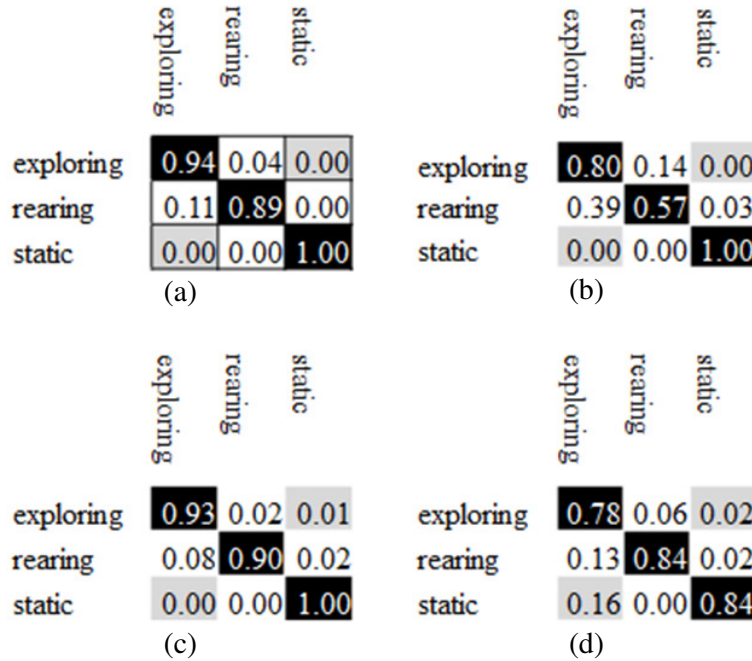 exploring rearing static
exploring 0.94 0.04 0.00
rearing 0.11 0.89 0.00
static 0.00 0.00 1.00
(a)
exploring rearing static
exploring 0.80 0.14 0.00
rearing 0.39 0.57 0.03
static 0.00 0.00 1.00
(b)
exploring rearing static
exploring 0.93 0.02 0.01
rearing 0.08 0.90 0.02
static 0.00 0.00 1.00
(c)
exploring rearing static
exploring 0.78 0.06 0.02
rearing 0.13 0.84 0.02
static 0.16 0.00 0.84
(d)